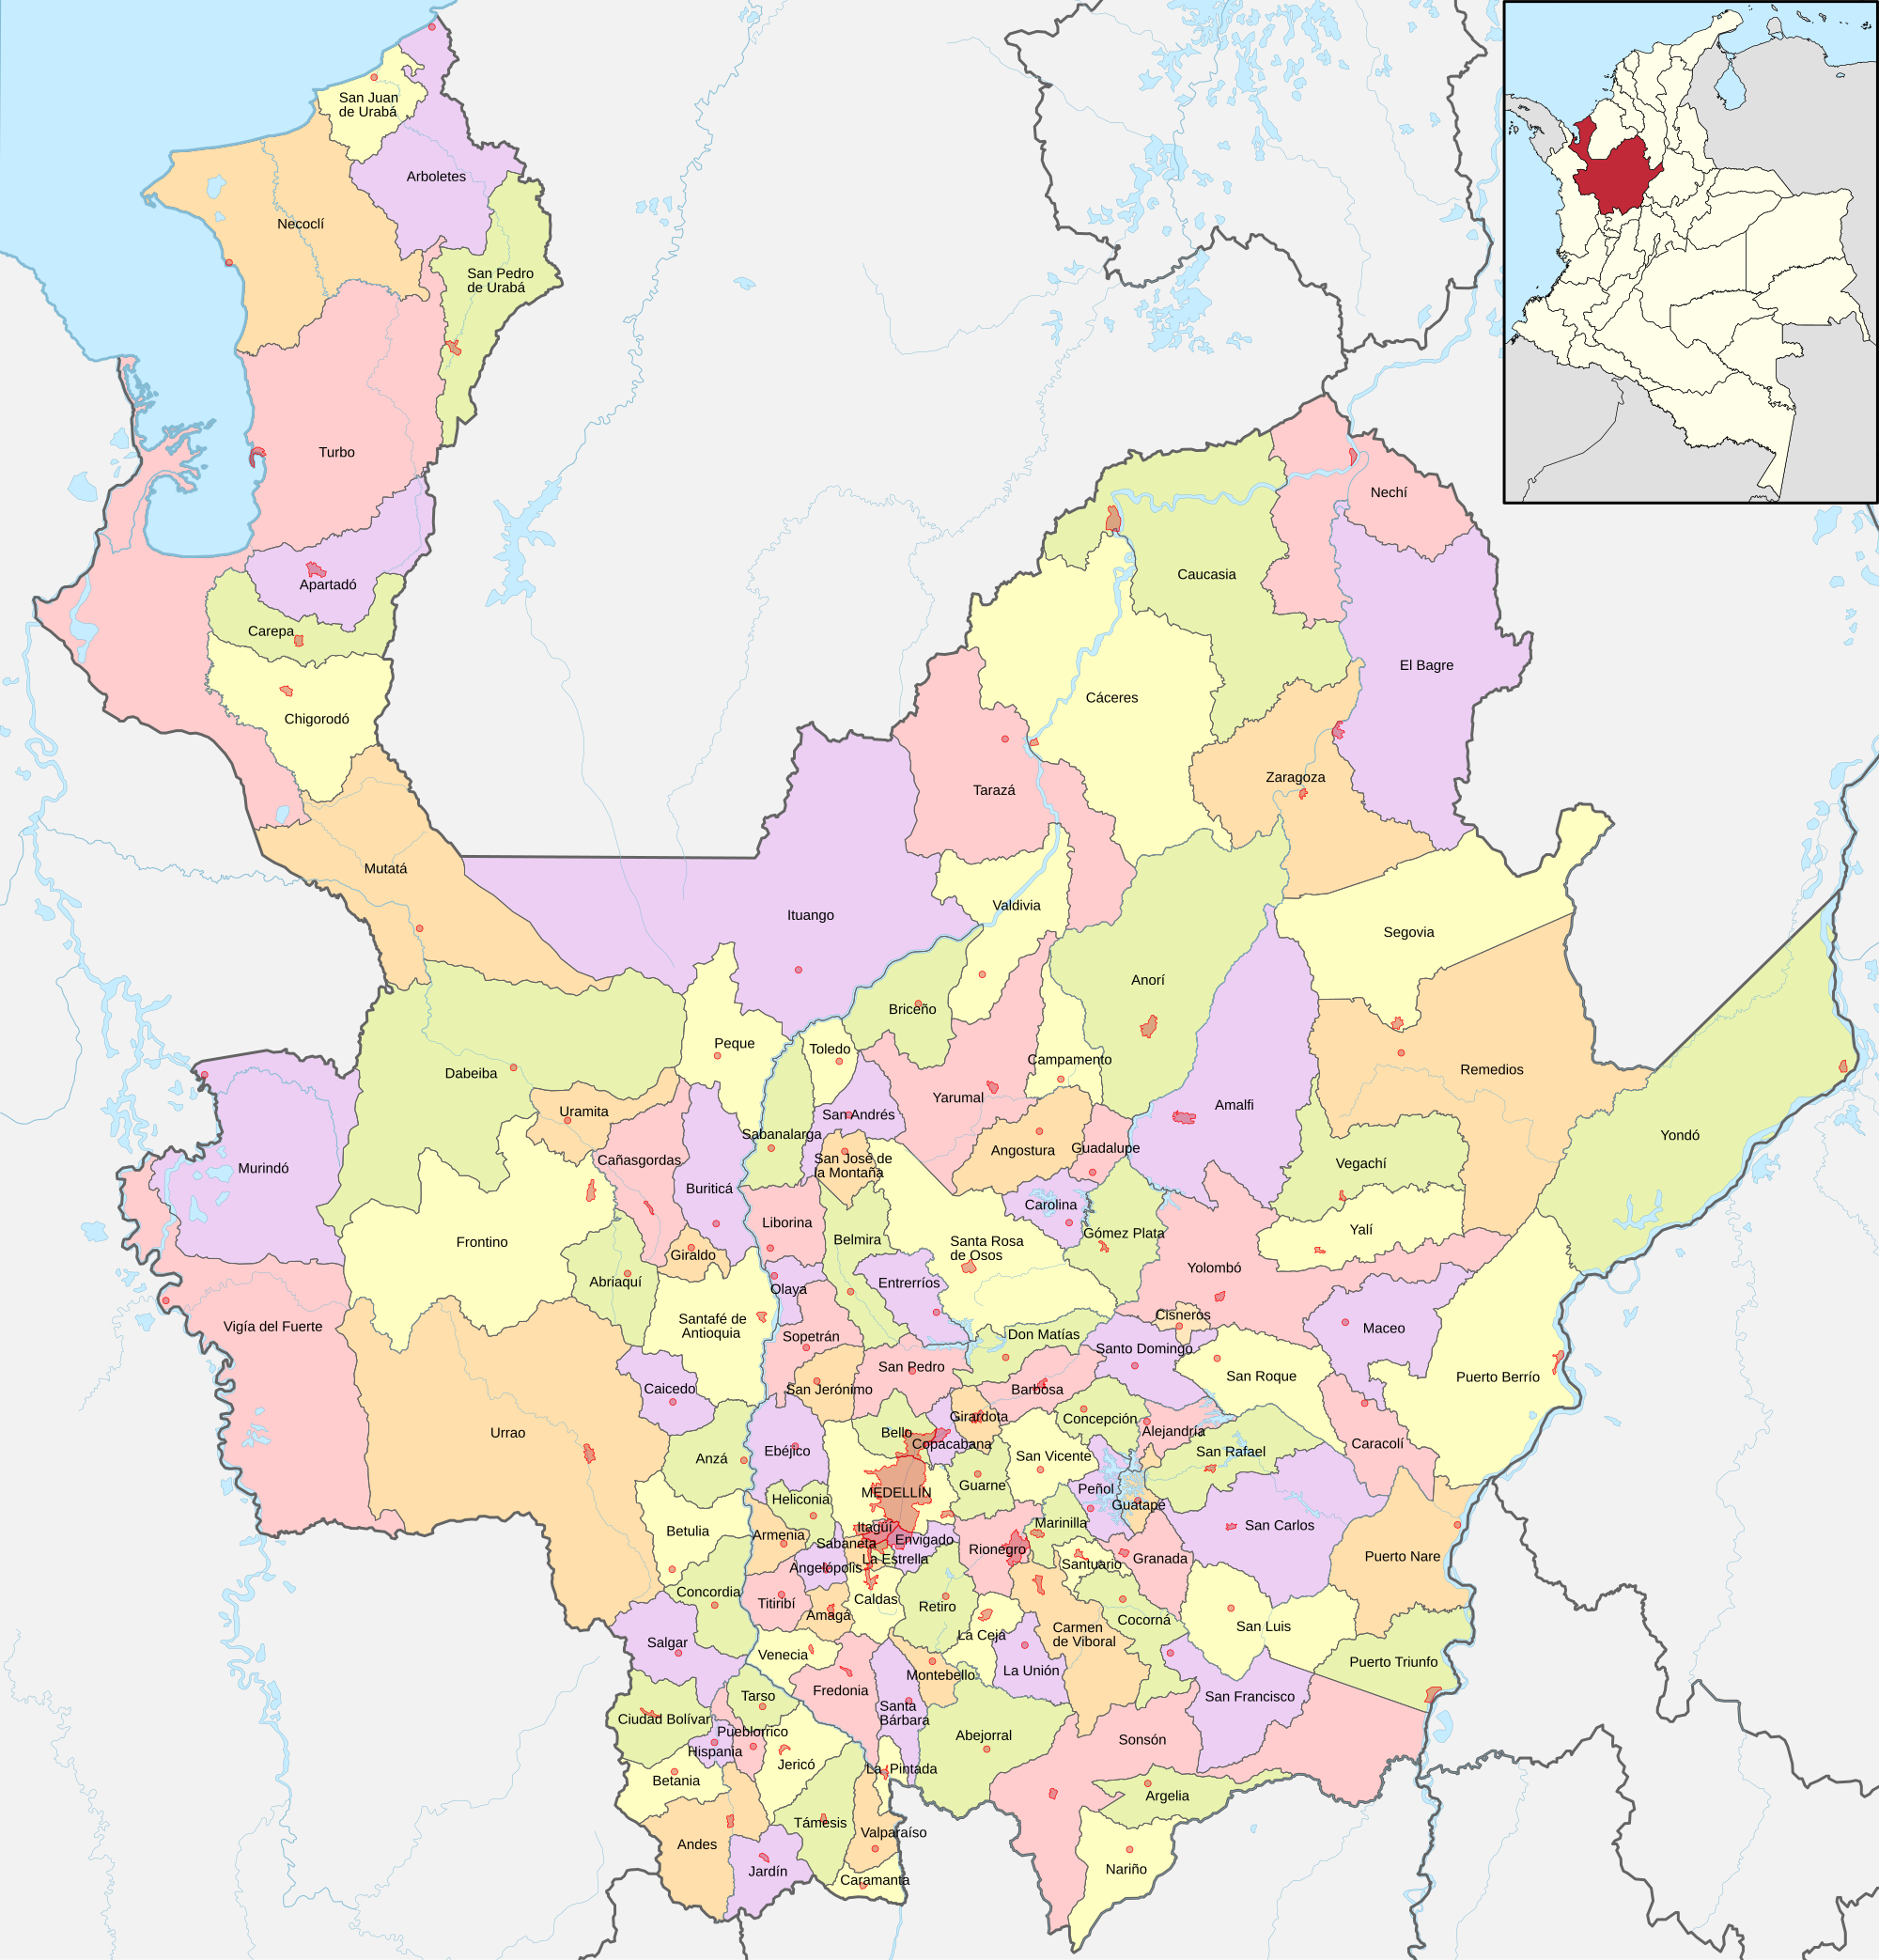 San Juan
de Urabá
Arboletes
Necoclí
San Pedro
de Urabá
Turbo
Nechí
Apartadó
Caucasia
Carepa
El Bagre
Cáceres
Chigorodó
Zaragoza
Tarazá
Mutatá
Valdivia
Ituango
Segovia
Anorí
Briceño
Peque
Toledo
Campamento
Remedios
Dabeiba
Yarumal
Amalfi
Uramita
San Andrés
Sabanalarga
Yondó
Angostura
Guadalupe
Cañasgordas
San José de
la Montaña
Vegachí
Murindó
Buriticá
Carolina
Liborina
Yalí
Gómez Plata
Frontino
Belmira
Santa Rosa
de Osos
Giraldo
Yolombó
Abriaquí
Entrerríos
Olaya
Cisneros
Santafé de
Antioquia
Vigía del Fuerte
Maceo
Sopetrán
Don Matías
Santo Domingo
San Pedro
San Roque
Puerto Berrío
Caicedo
San Jerónimo
Barbosa
Girardota
Concepción
Urrao
Bello
Alejandría
Copacabana
Caracolí
Ebéjico
San Rafael
Anzá
San Vicente
Guarne
Peñol
MEDELLÍN
Heliconia
Guatapé
Marinilla
San Carlos
Itagüí
Betulia
Armenia
Envigado
Sabaneta
Rionegro
Puerto Nare
La Estrella
Granada
Santuario
Angelópolis
Concordia
Caldas
Titiribí
Retiro
Amagá
Cocorná
San Luis
Carmen
de Viboral
La Ceja
Salgar
Venecia
Puerto Triunfo
La Unión
Montebello
Fredonia
Tarso
San Francisco
Santa
Bárbara
Ciudad Bolívar
Pueblorrico
Abejorral
Sonsón
Hispania
Jericó
La Pintada
Betania
Argelia
Támesis
Valparaíso
Andes
Nariño
Jardín
Caramanta